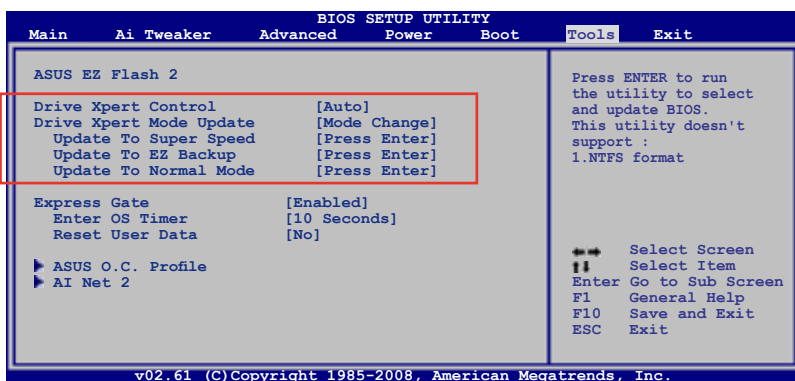 BIOS SETUP UTILITY
Main Ai Tweaker Advanced Power Boot Tools Exit
ASUS EZ Flash 2
Drive Xpert Control [Auto]
Drive Xpert Mode Update [Mode Change]
Update To Super Speed [Press Enter]
Update To EZ Backup [Press Enter]
Update To Normal Mode [Press Enter]
Express Gate [Enabled]
Enter OS Timer [10 Seconds]
Reset User Data [No]
ASUS O.C. Profile
AI Net 2
Press ENTER to run
the utility to select
and update BIOS.
This utility doesn't
support :
1.NTFS format
Select Screen
Select Item
Enter Go to Sub Screen
F1 General Help
F10 Save and Exit
ESC Exit
v02.61 (C)Copyright 1985-2008, American Megatrends, Inc.